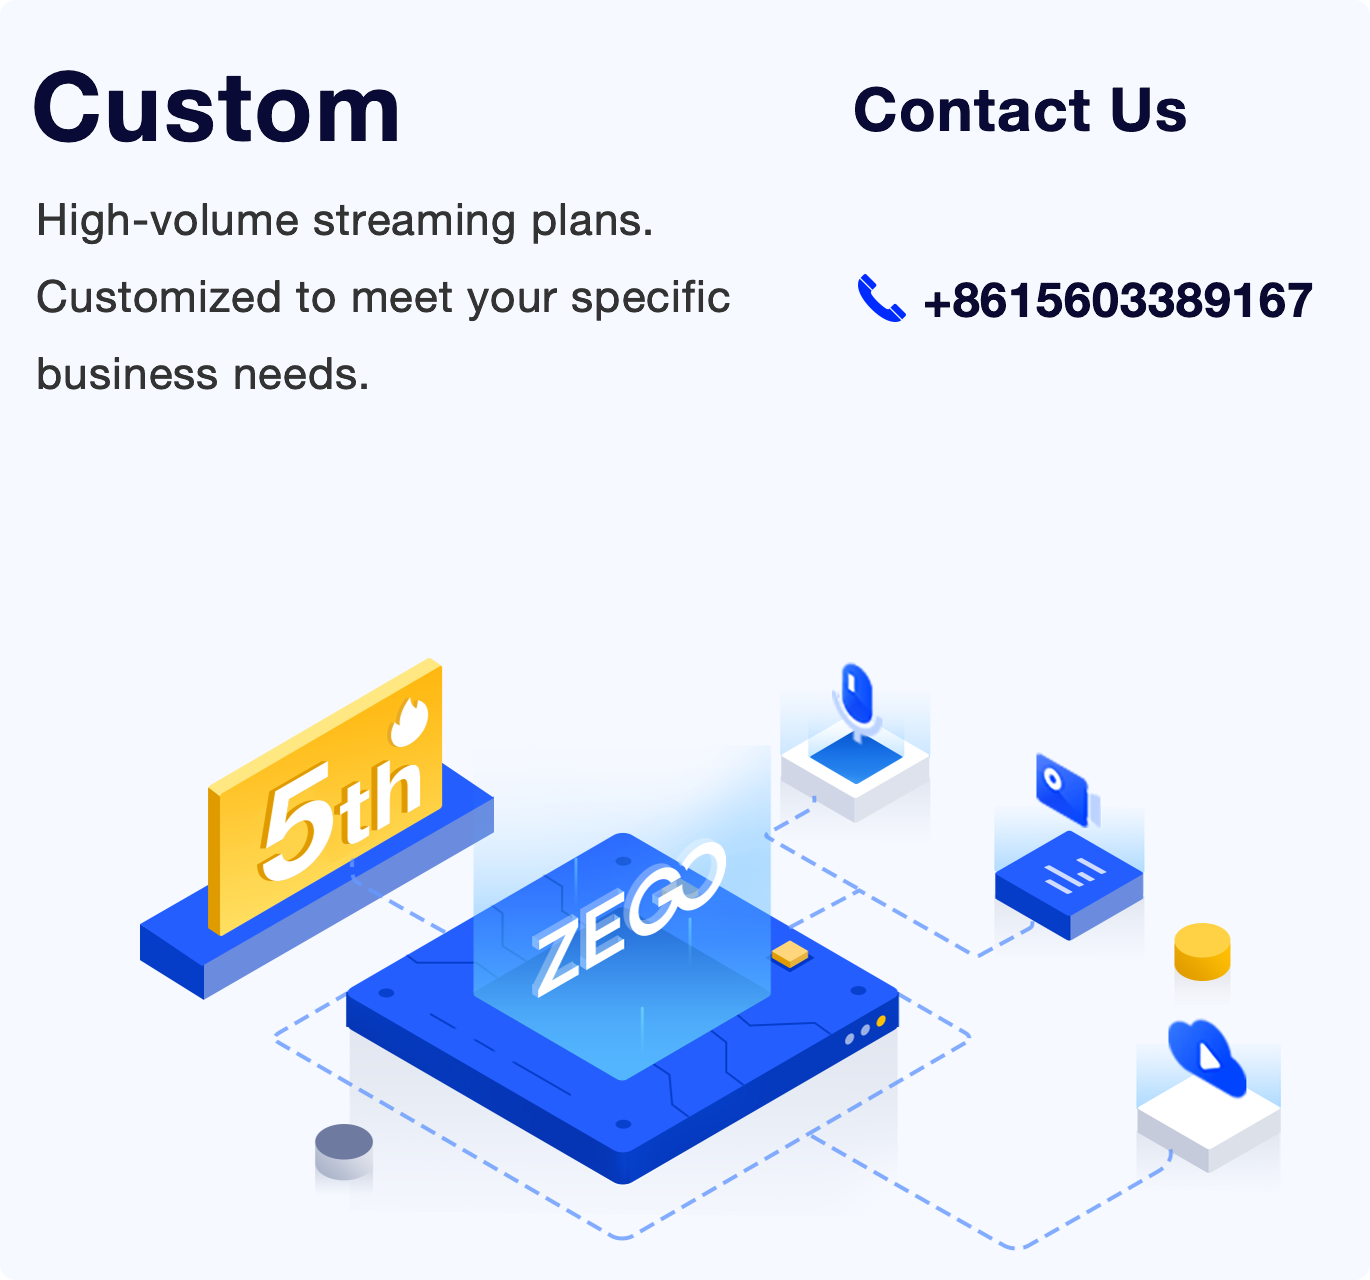 Custom
High-volume streaming plans.
Customized to meet your specific
business needs.
Contact Us
+8615603389167
5th
ZEGO